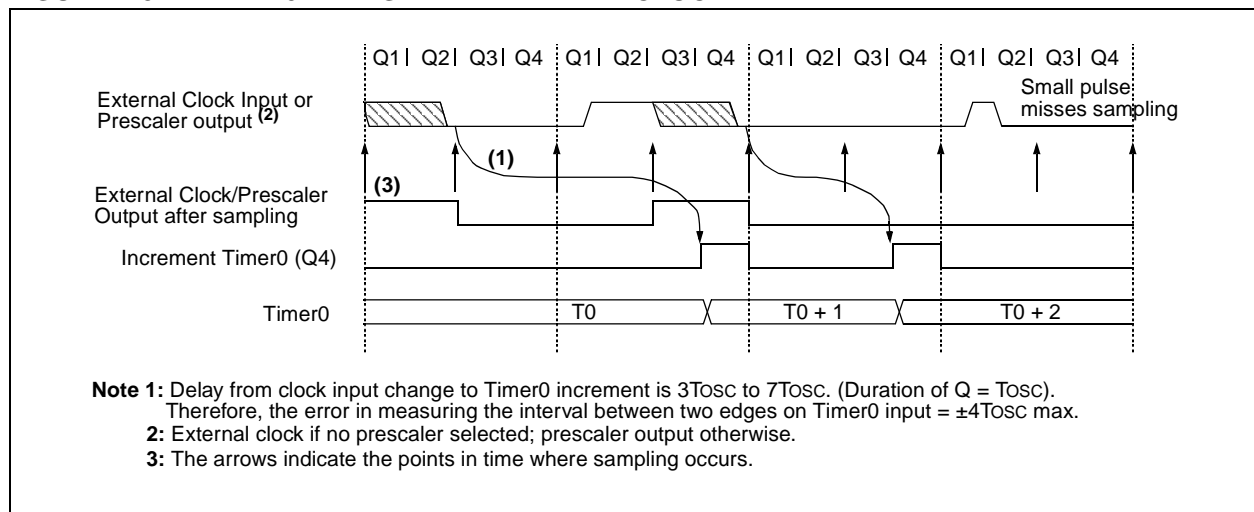 Q1| Q2| Q3| Q4 Q1| Q2| Q3| Q4 Q1| Q2| Q3| Q4 Q1| Q2| Q3| Q4
External Clock Input or
Prescaler output (2)
Small pulse
misses sampling
(1)
(3)
External Clock/Prescaler
Output after sampling
Increment Timer0 (Q4)
Timer0
T0 T0 + 1 T0 + 2
Note 1: Delay from clock input change to Timer0 increment is 3TOSC to 7TOSC. (Duration of Q = TOSC).
Therefore, the error in measuring the interval between two edges on Timer0 input = ±4TOSC max.
2: External clock if no prescaler selected; prescaler output otherwise.
3: The arrows indicate the points in time where sampling occurs.